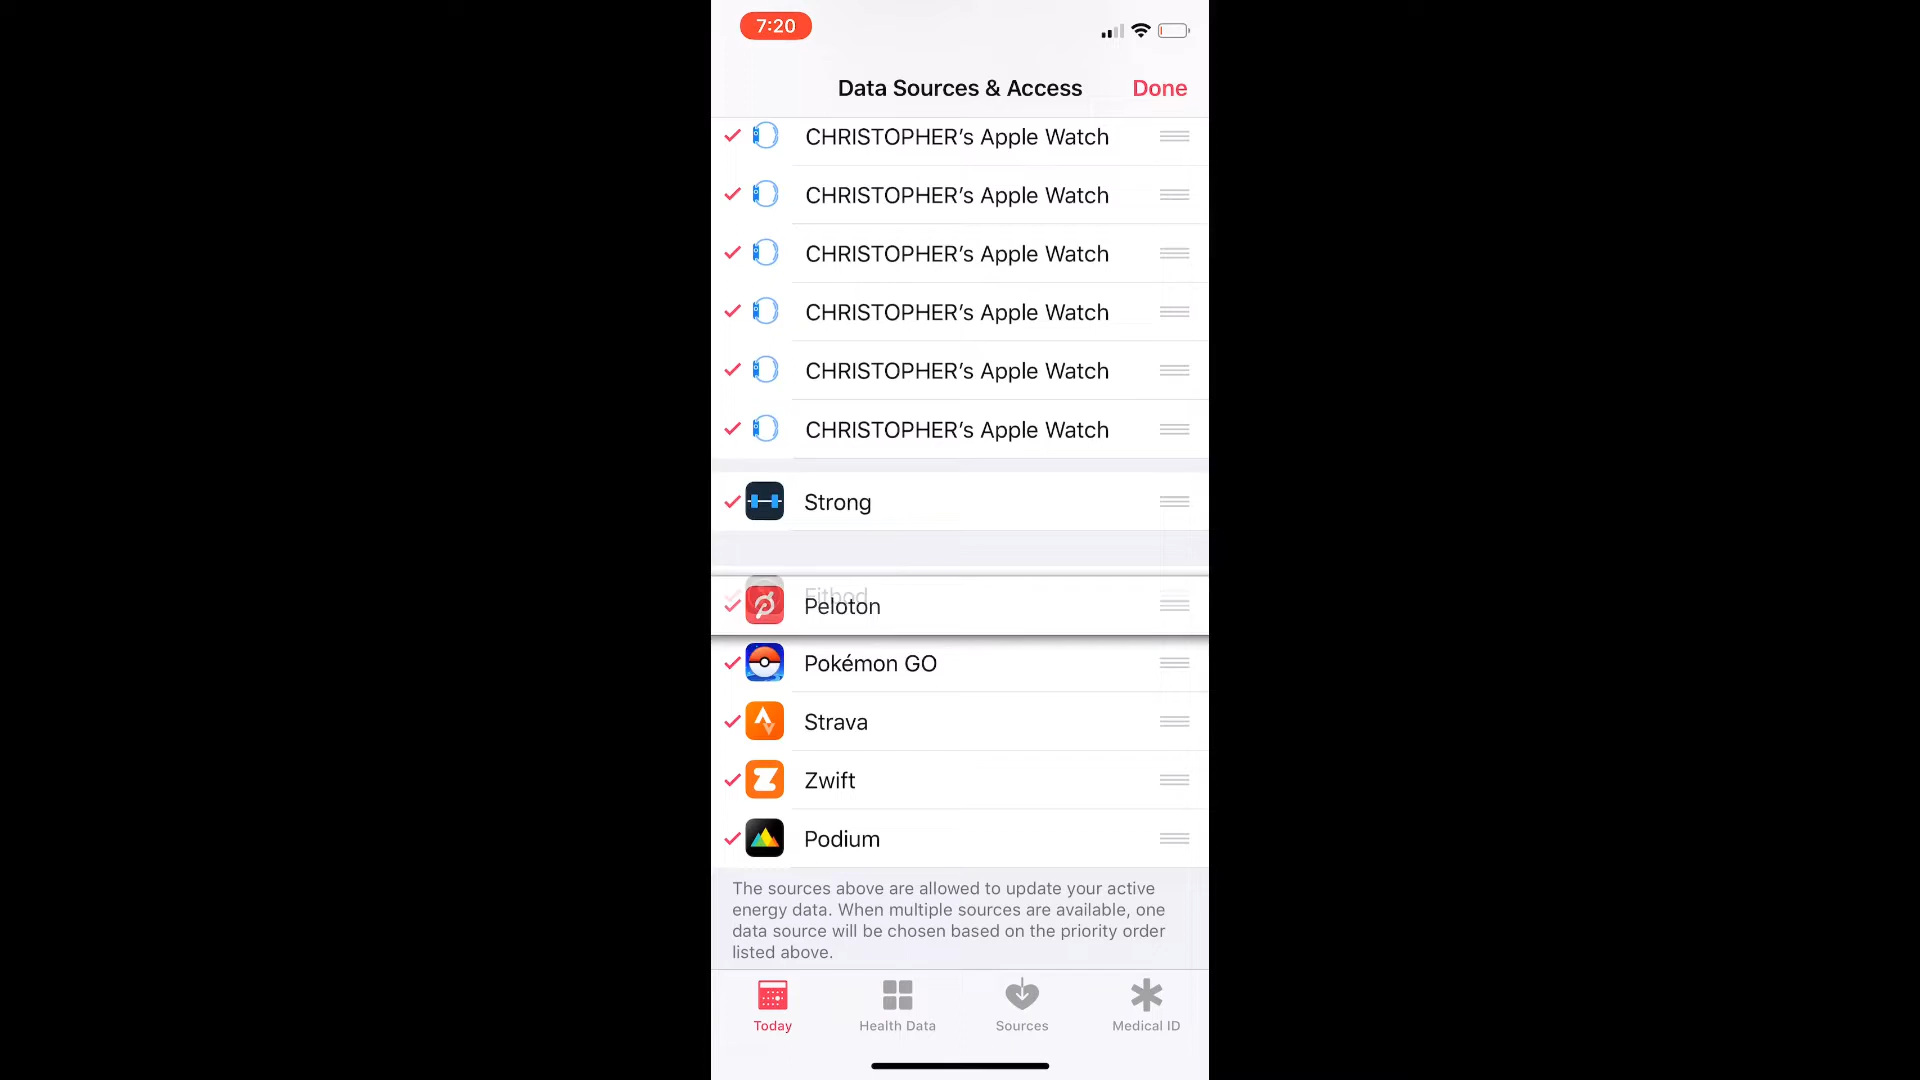 7:20
Data Sources & Access Done
CHRISTOPHER’s Apple Watch
CHRISTOPHER’s Apple Watch
CHRISTOPHER’s Apple Watch
CHRISTOPHER’s Apple Watch
CHRISTOPHER’s Apple Watch
CHRISTOPHER’s Apple Watch
Strong
Fitbod
Peloton
Pokémon GO
Strava
Zwift
Podium
The sources above are allowed to update your active
energy data. When multiple sources are available, one
data source will be chosen based on the priority order
listed above.
Today Health Data Sources Medical ID